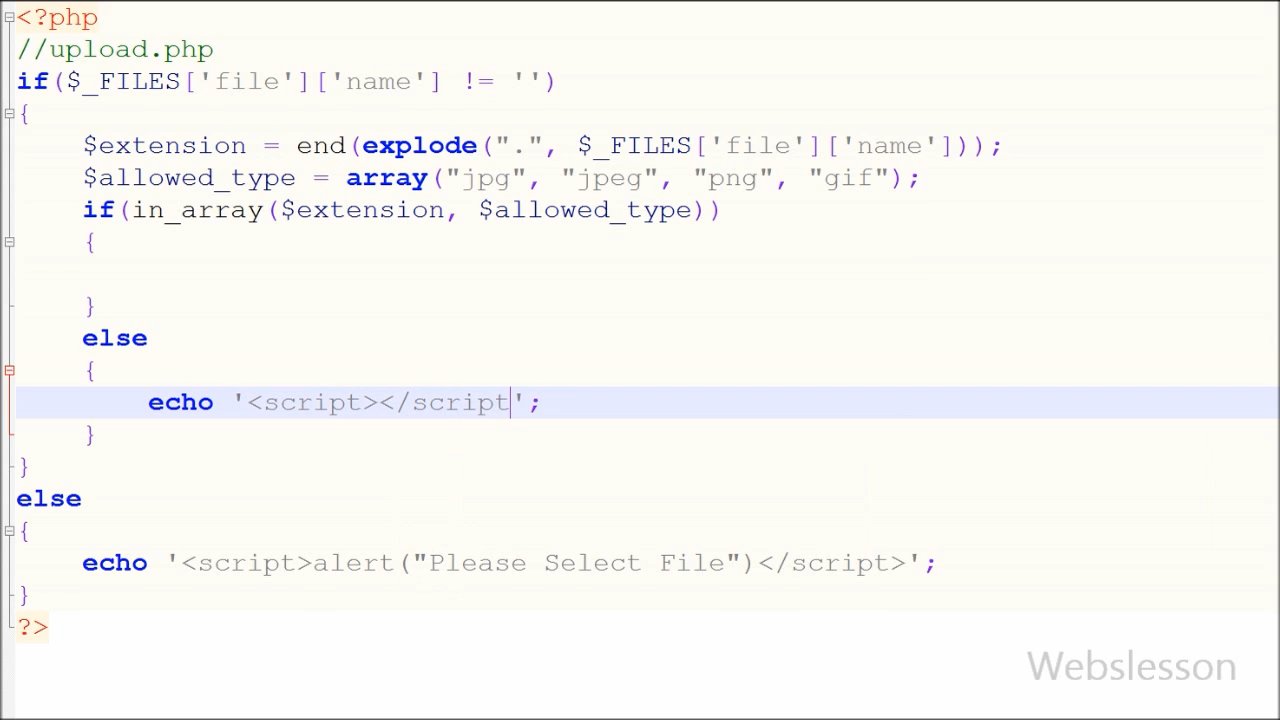 <?php
//upload.php
if($_FILES['file']['name'] != '')
{
    $extension = end(explode(".", $_FILES['file']['name']));
    $allowed_type = array("jpg", "jpeg", "png", "gif");
    if(in_array($extension, $allowed_type))
    {
    }
    else
    {
        echo '<script></script';
    }
}
else
{
    echo '<script>alert("Please Select File")</script>';
}
?>
Webslesson